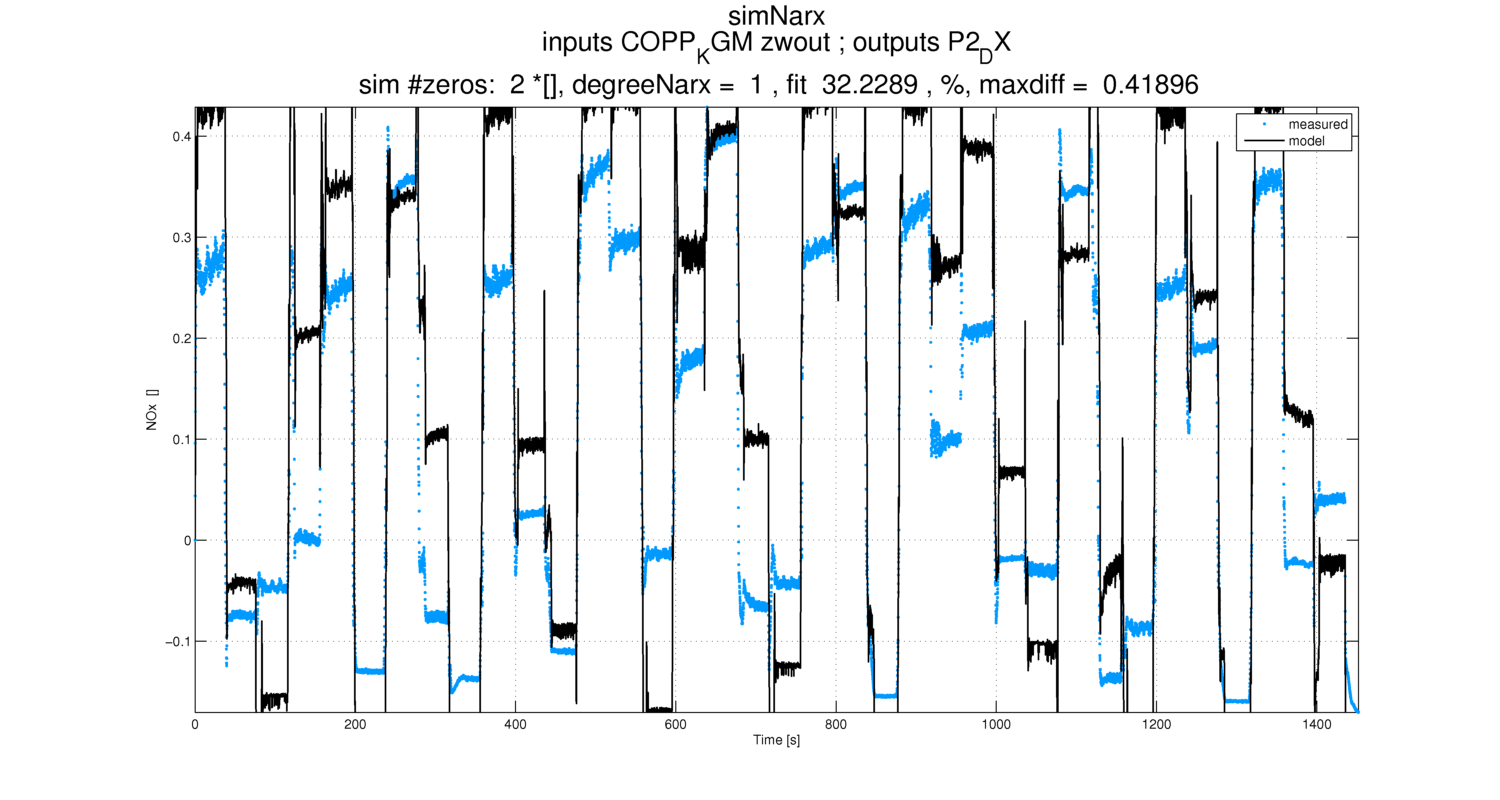 simNarx
inputs COPP_KGM zwout ; outputs P2_DX
sim #zeros:  2 *[], degreeNarx =  1 , fit  32.2289 , %, maxdiff =  0.41896
measured
model
0.4
0.3
0.2
0.1
0
−0.1
NOx  []
0 200 400 600 800 1000 1200 1400
Time [s]